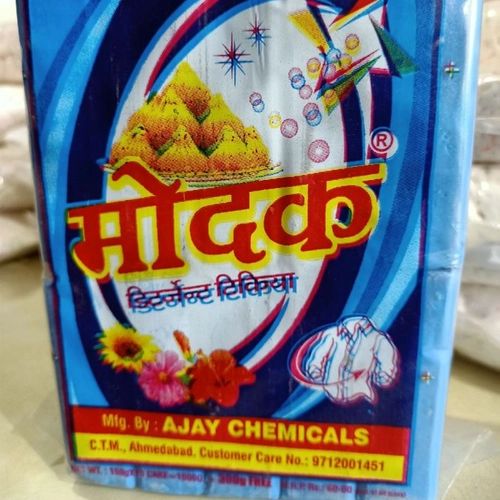 ®
मोदक
डिटर्जेन्ट टिकिया
Mfg. By : AJAY CHEMICALS
C.T.M., Ahmedabad. Customer Care No.: 9712001451